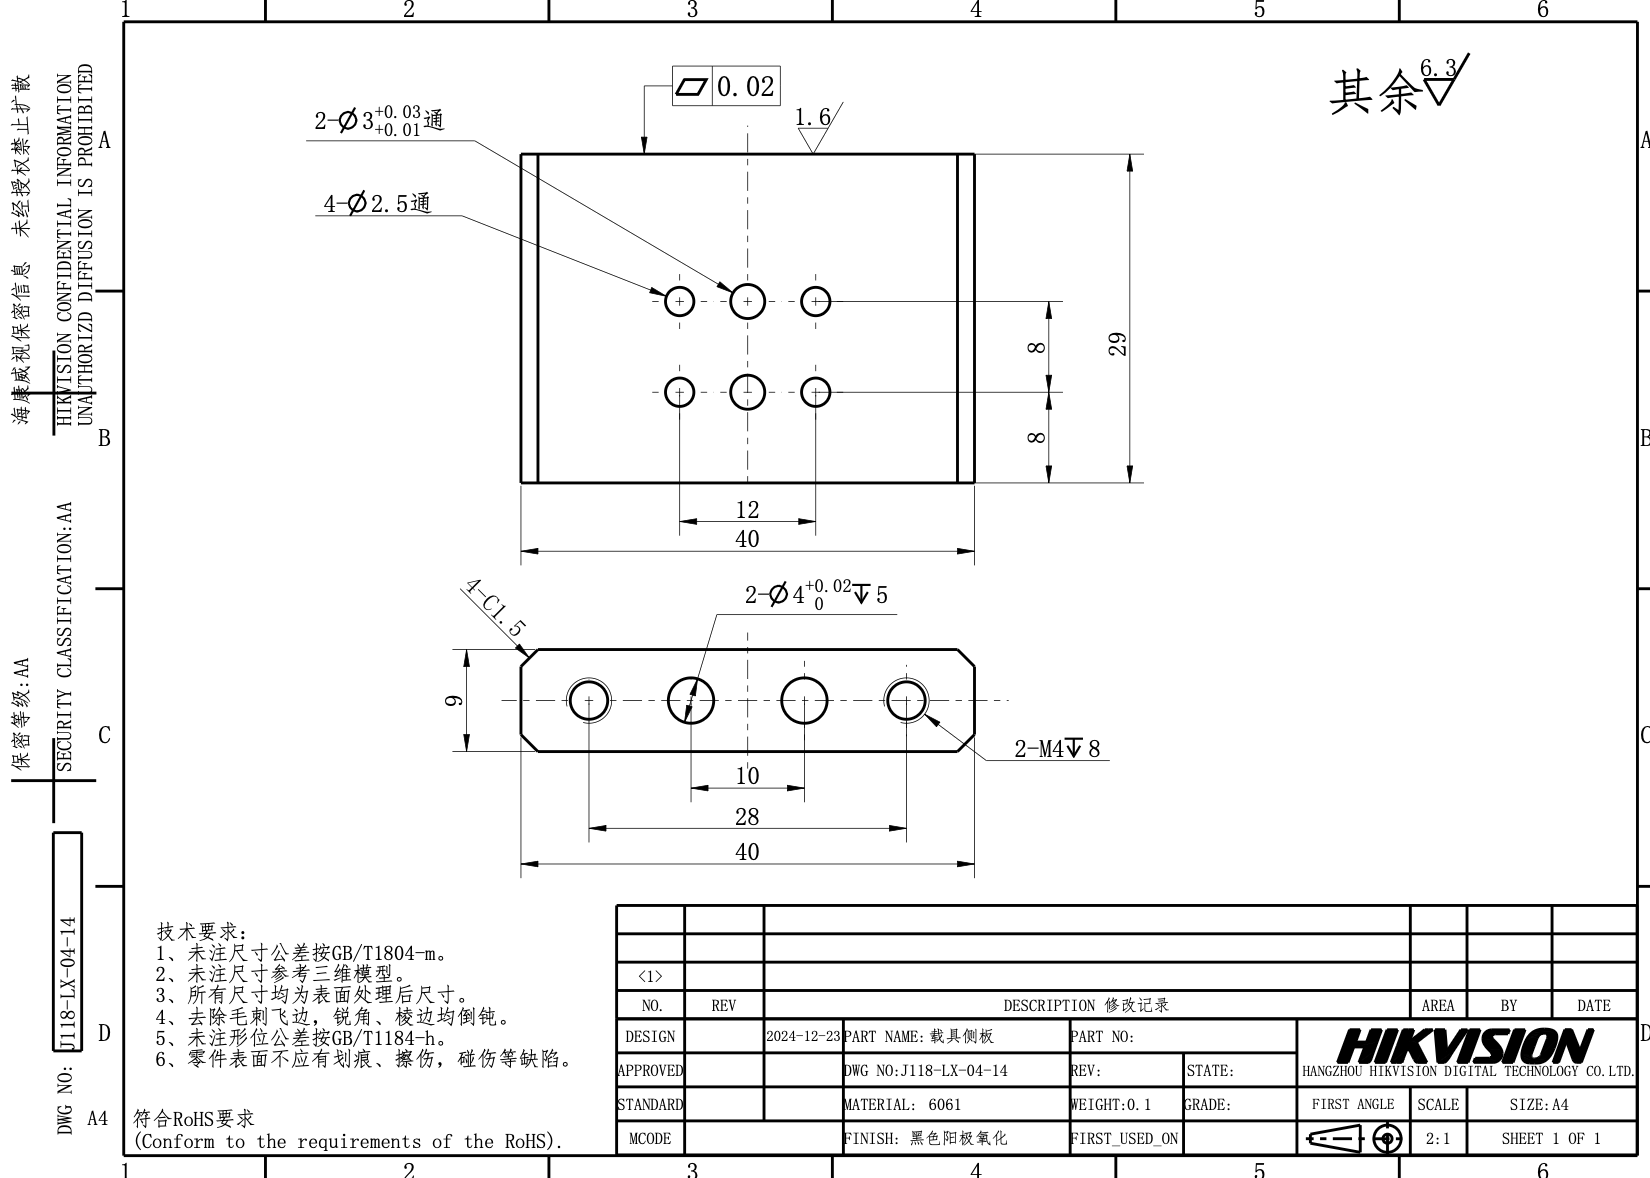 1 2 3 4 5 6
A
B
C
D
A
B
C
D
海康威视保密信息 未经授权禁止扩散
HIKVISION CONFIDENTIAL INFORMATION
UNAUTHORIZD DIFFUSION IS PROHIBITED
保密等级:AA
SECURITY CLASSIFICATION:AA
DWG NO: J118-LX-04-14
A4
其余 6.3
⏥ 0.02
1.6
2-Ø3 +0.03 +0.01 通
4-Ø2.5通
8
8
29
12
40
4-C1.5
2-Ø4 +0.02 0 ↧5
9
2-M4↧8
10
28
40
技术要求:
1、未注尺寸公差按GB/T1804-m。
2、未注尺寸参考三维模型。
3、所有尺寸均为表面处理后尺寸。
4、去除毛刺飞边，锐角、棱边均倒钝。
5、未注形位公差按GB/T1184-h。
6、零件表面不应有划痕、擦伤，碰伤等缺陷。
符合RoHS要求
(Conform to the requirements of the RoHS).
<1>
NO. REV DESCRIPTION 修改记录 AREA BY DATE
DESIGN 2024-12-23 PART NAME: 载具侧板 PART NO:
HIKVISION
HANGZHOU HIKVISION DIGITAL TECHNOLOGY CO.LTD.
APPROVED DWG NO:J118-LX-04-14 REV: STATE:
STANDARD MATERIAL: 6061 WEIGHT:0.1 GRADE: FIRST ANGLE SCALE SIZE:A4
MCODE FINISH: 黑色阳极氧化 FIRST_USED_ON 2:1 SHEET 1 OF 1
1 2 3 4 5 6